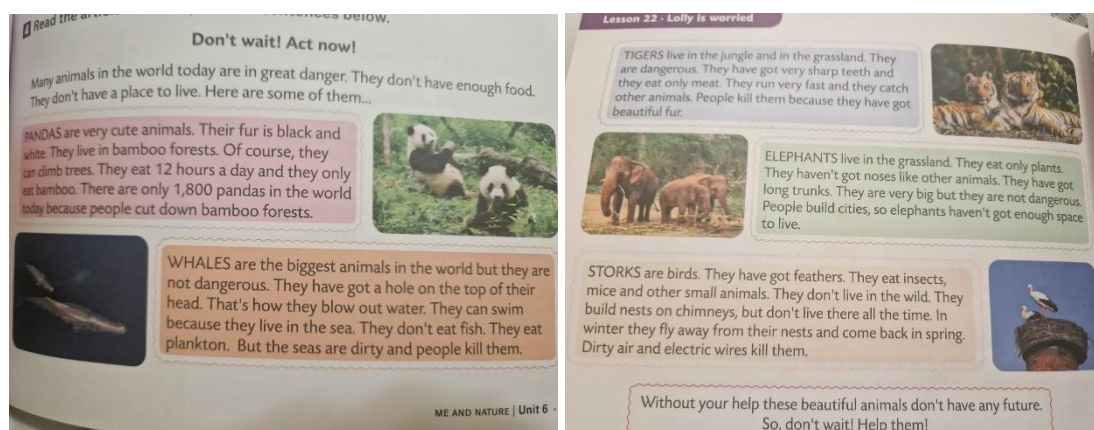 4 Read the
below.
Don't wait! Act now!
Many animals in the world today are in great danger. They don't have enough food.
They don't have a place to live. Here are some of them...
PANDAS are very cute animals. Their fur is black and
white. They live in bamboo forests. Of course, they
can climb trees. They eat 12 hours a day and they only
eat bamboo. There are only 1,800 pandas in the world
today because people cut down bamboo forests.
WHALES are the biggest animals in the world but they are
not dangerous. They have got a hole on the top of their
head. That's how they blow out water. They can swim
because they live in the sea. They don't eat fish. They eat
plankton. But the seas are dirty and people kill them.
ME AND NATURE | Unit 6
Lesson 22 - Lolly is worried
TIGERS live in the jungle and in the grassland. They
are dangerous. They have got very sharp teeth and
they eat only meat. They run very fast and they catch
other animals. People kill them because they have got
beautiful fur.
ELEPHANTS live in the grassland. They eat only plants.
They haven't got noses like other animals. They have got
long trunks. They are very big but they are not dangerous.
People build cities, so elephants haven't got enough space
to live.
STORKS are birds. They have got feathers. They eat insects,
mice and other small animals. They don't live in the wild. They
build nests on chimneys, but don't live there all the time. In
winter they fly away from their nests and come back in spring.
Dirty air and electric wires kill them.
Without your help these beautiful animals don't have any future.
So, don't wait! Help them!